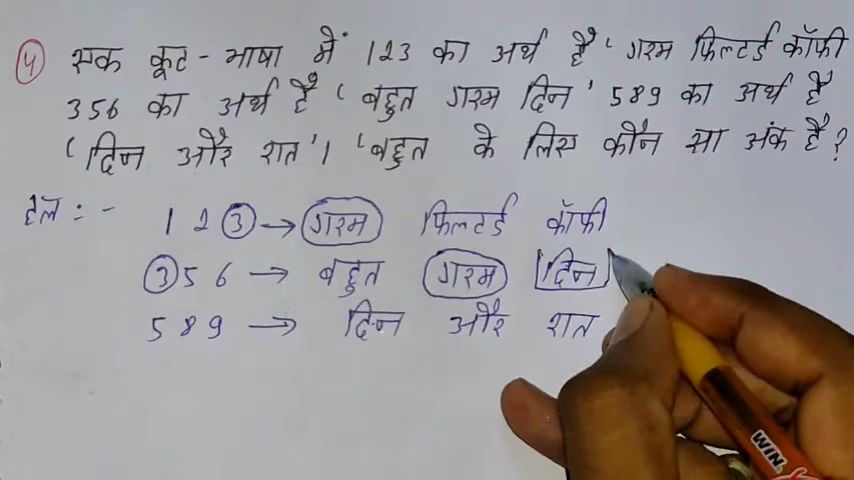 (4) एक कूट-भाषा में 123 का अर्थ है 'गरम फिल्टर्ड कॉफी
356 का अर्थ है 'बहुत गरम दिन' 589 का अर्थ है
'दिन और रात'। 'बहुत के लिए कौन सा अंक है?
हल :- 1 2 3 → गरम फिल्टर्ड कॉफी
3 5 6 → बहुत गरम दिन
5 8 9 → दिन और रात
WIN